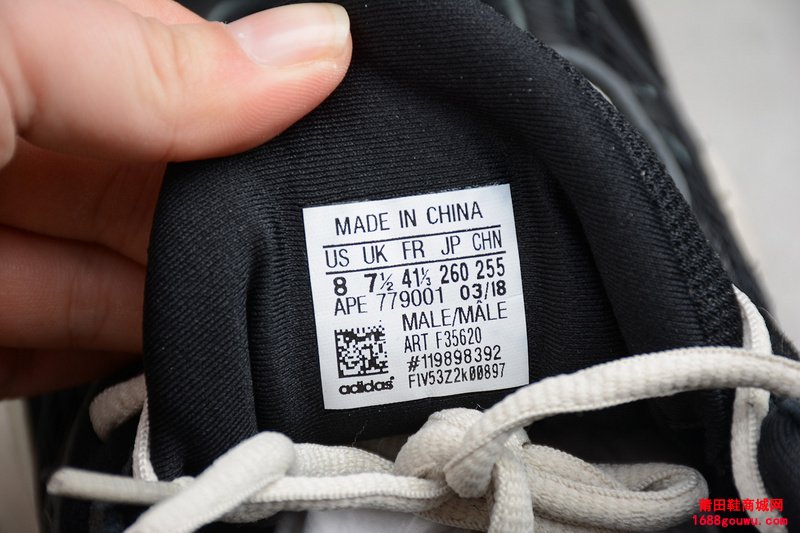 MADE IN CHINA
US UK FR JP CHN
8 7½ 41⅓ 260 255
APE 779001 03/18
MALE/MÂLE
ART F35620
#119898392
adidas FIV53Z2k00897
莆田鞋商城网
1688gouwu.com